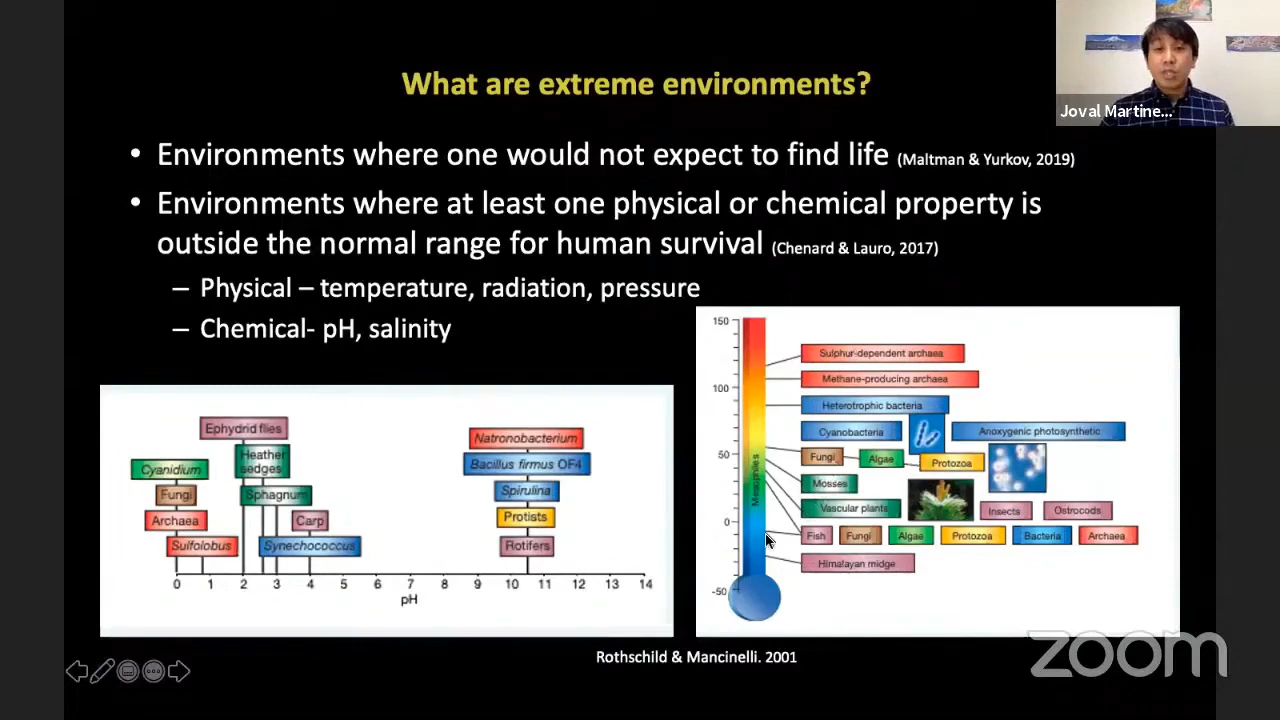 Joval Martine...
What are extreme environments?
• Environments where one would not expect to find life (Maltman & Yurkov, 2019)
• Environments where at least one physical or chemical property is
outside the normal range for human survival (Chenard & Lauro, 2017)
– Physical – temperature, radiation, pressure
– Chemical- pH, salinity
Ephydrid flies
Heather
sedges
Cyanidium
Fungi
Sphagnum
Archaea
Carp
Sulfolobus
Synechococcus
Natronobacterium
Bacillus firmus OF4
Spirulina
Protists
Rotifers
0 1 2 3 4 5 6 7 8 9 10 11 12 13 14
pH
150
100
50
0
-50
Mesophiles
Sulphur-dependent archaea
Methane-producing archaea
Heterotrophic bacteria
Cyanobacteria
Anoxygenic photosynthetic
Fungi
Algae
Protozoa
Mosses
Vascular plants
Insects
Ostrocods
Fish
Fungi
Algae
Protozoa
Bacteria
Archaea
Himalayan midge
Rothschild & Mancinelli. 2001
zoom